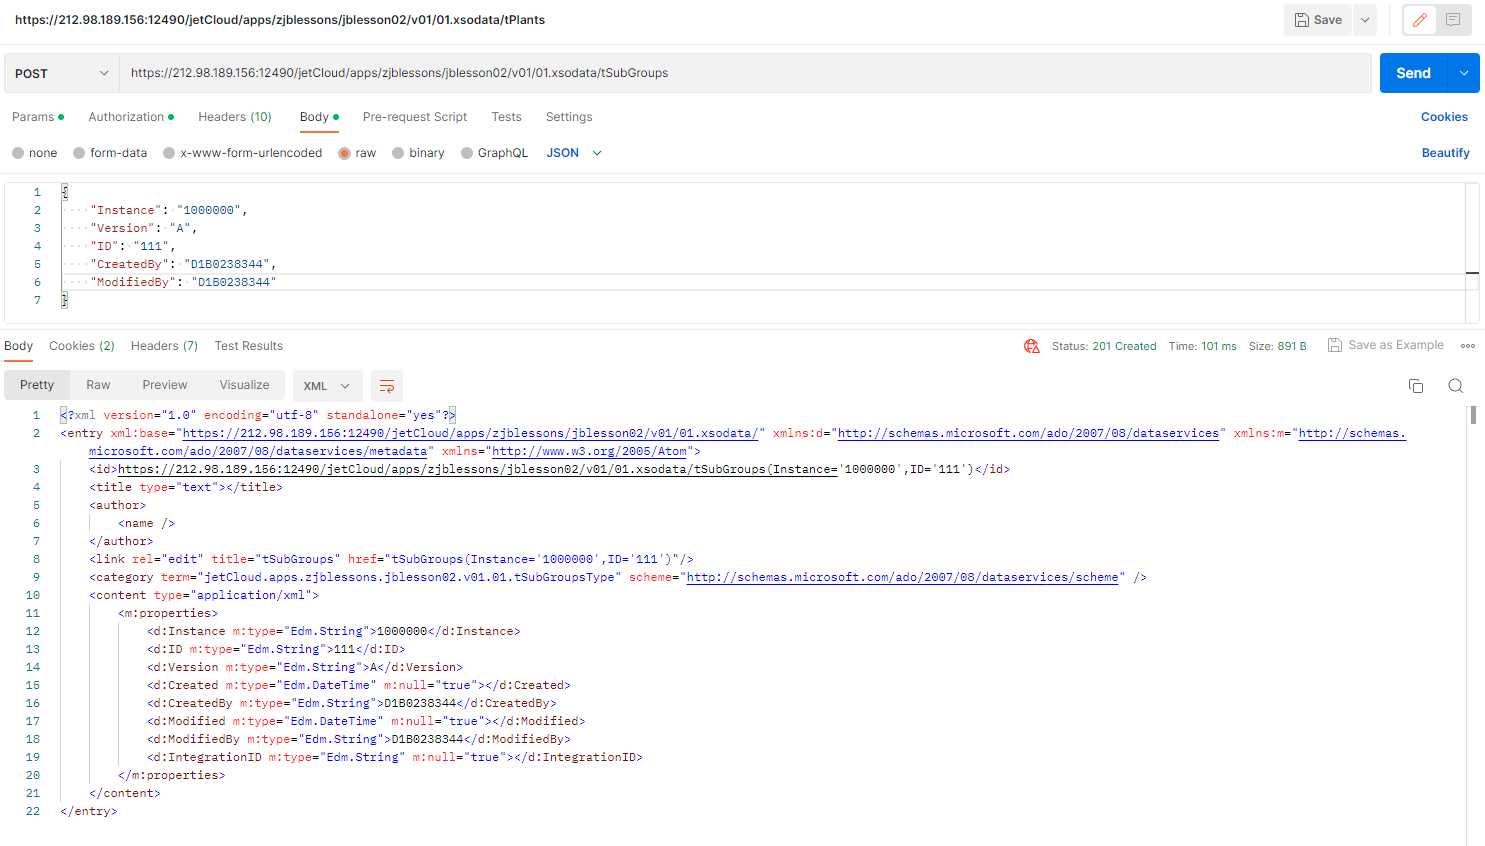 https://212.98.189.156:12490/jetCloud/apps/zjblessons/jblesson02/v01/01.xsodata/tPlants
Save
POST
https://212.98.189.156:12490/jetCloud/apps/zjblessons/jblesson02/v01/01.xsodata/tSubGroups
Send
Params Authorization Headers (10) Body Pre-request Script Tests Settings Cookies
none form-data x-www-form-urlencoded raw binary GraphQL JSON Beautify
1 {
2 "Instance": "1000000",
3 "Version": "A",
4 "ID": "111",
5 "CreatedBy": "D1B0238344",
6 "ModifiedBy": "D1B0238344"
7 }
Body Cookies (2) Headers (7) Test Results Status: 201 Created Time: 101 ms Size: 891 B Save as Example
Pretty Raw Preview Visualize XML
1 <?xml version="1.0" encoding="utf-8" standalone="yes"?>
2 <entry xml:base="https://212.98.189.156:12490/jetCloud/apps/zjblessons/jblesson02/v01/01.xsodata/" xmlns:d="http://schemas.microsoft.com/ado/2007/08/dataservices" xmlns:m="http://schemas.
microsoft.com/ado/2007/08/dataservices/metadata" xmlns="http://www.w3.org/2005/Atom">
3 <id>https://212.98.189.156:12490/jetCloud/apps/zjblessons/jblesson02/v01/01.xsodata/tSubGroups(Instance='1000000',ID='111')</id>
4 <title type="text"></title>
5 <author>
6 <name />
7 </author>
8 <link rel="edit" title="tSubGroups" href="tSubGroups(Instance='1000000',ID='111')"/>
9 <category term="jetCloud.apps.zjblessons.jblesson02.v01.01.tSubGroupsType" scheme="http://schemas.microsoft.com/ado/2007/08/dataservices/scheme" />
10 <content type="application/xml">
11 <m:properties>
12 <d:Instance m:type="Edm.String">1000000</d:Instance>
13 <d:ID m:type="Edm.String">111</d:ID>
14 <d:Version m:type="Edm.String">A</d:Version>
15 <d:Created m:type="Edm.DateTime" m:null="true"></d:Created>
16 <d:CreatedBy m:type="Edm.String">D1B0238344</d:CreatedBy>
17 <d:Modified m:type="Edm.DateTime" m:null="true"></d:Modified>
18 <d:ModifiedBy m:type="Edm.String">D1B0238344</d:ModifiedBy>
19 <d:IntegrationID m:type="Edm.String" m:null="true"></d:IntegrationID>
20 </m:properties>
21 </content>
22 </entry>